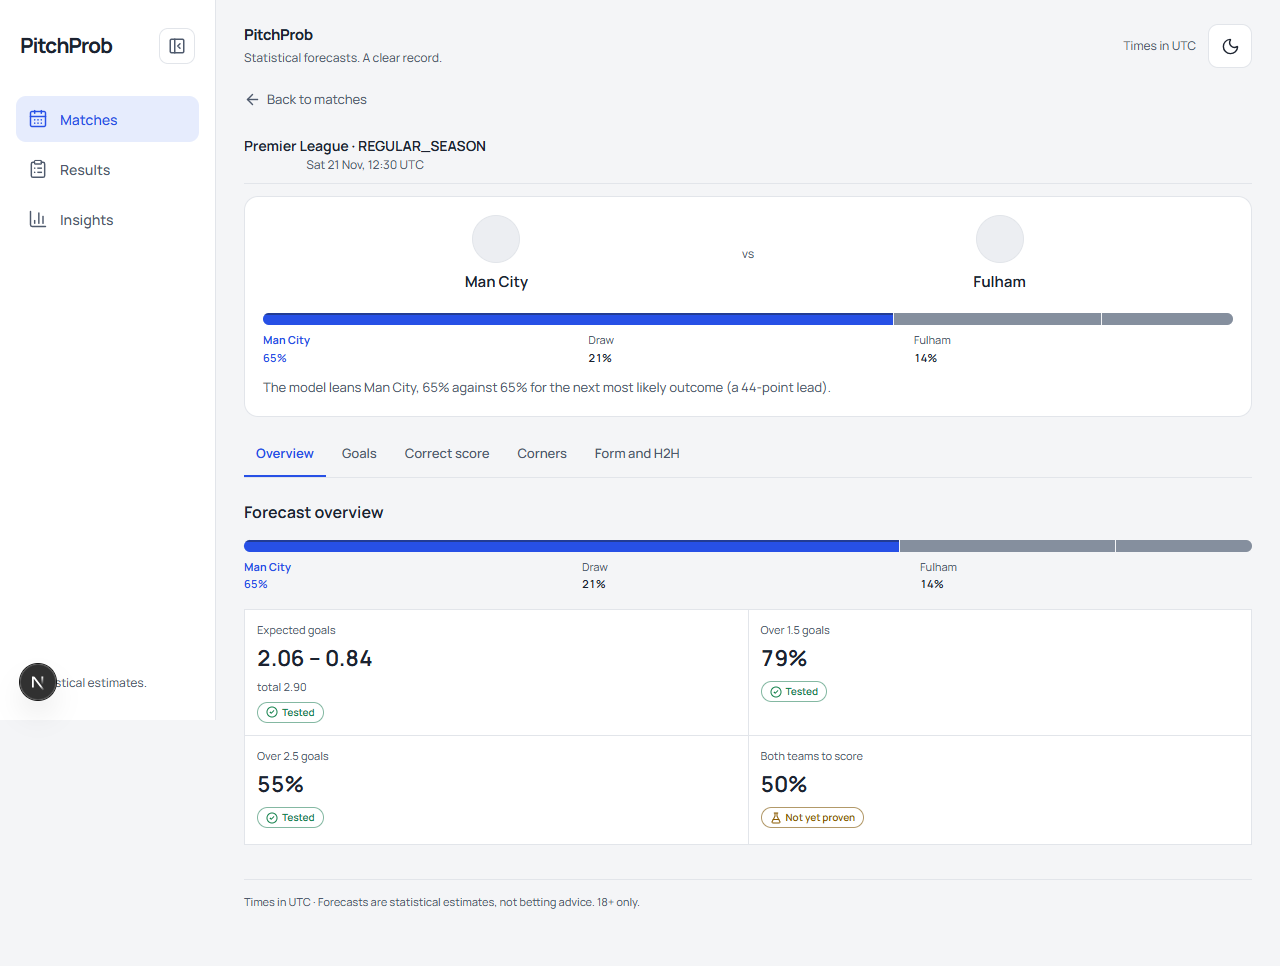 PitchProb
Matches
Results
Insights
stical estimates.
PitchProb
Statistical forecasts. A clear record.
Times in UTC
Back to matches
Premier League · REGULAR_SEASON
Sat 21 Nov, 12:30 UTC
Man City
vs
Fulham
Man City Draw Fulham
65% 21% 14%
The model leans Man City, 65% against 65% for the next most likely outcome (a 44-point lead).
Overview Goals Correct score Corners Form and H2H
Forecast overview
Man City Draw Fulham
65% 21% 14%
Expected goals
2.06 – 0.84
total 2.90
Tested
Over 1.5 goals
79%
Tested
Over 2.5 goals
55%
Tested
Both teams to score
50%
Not yet proven
Times in UTC · Forecasts are statistical estimates, not betting advice. 18+ only.
N